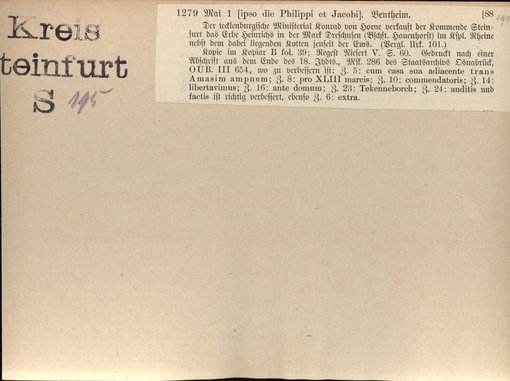 Kreis
teinfurt
S 195
1279 Mai 1 [ipso die Philippi et Jacobi]. Bentheim. [88
Der tecklenburgische Ministerial Konrad von Horne verkauft der Kommende Stein-
furt das Erbe Heinrichs in der Mark Dreschusen (Bschft. Hauenhorst) im Kspl. Rheine
nebst dem dabei liegenden Kotten jenseit der Ems. (Vergl. Urk. 101.)
Kopie im Kopiar B fol. 39; Regest Niesert V. S. 60. Gedruckt nach einer
Abschrift aus dem Ende des 18. Jhdts., Msk. 286 des Staatsarchivs Osnabrück,
OUB. III 654, wo zu verbessern ist: Z. 5: cum casa sua adiacente trans
Amasim ampnem; Z. 8: pro XLIII marcis; Z. 10: commendatoris; Z. 14:
libertavimus; Z. 16: ante domum; Z. 23: Tekenneborch; Z. 24: auditis und
factis ist richtig verbessert, ebenso Z. 6: extra.